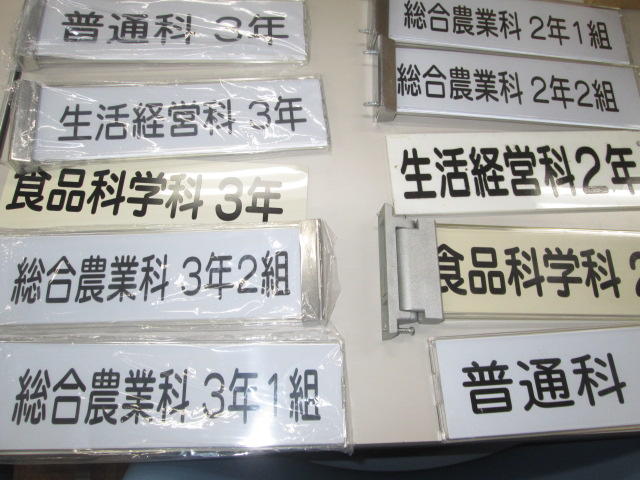 普通科 3年
生活経営科 3年
食品科学科 3年
総合農業科 3年2組
総合農業科 3年1組
総合農業科 2年1組
総合農業科 2年2組
生活経営科2年
食品科学科 2
普通科